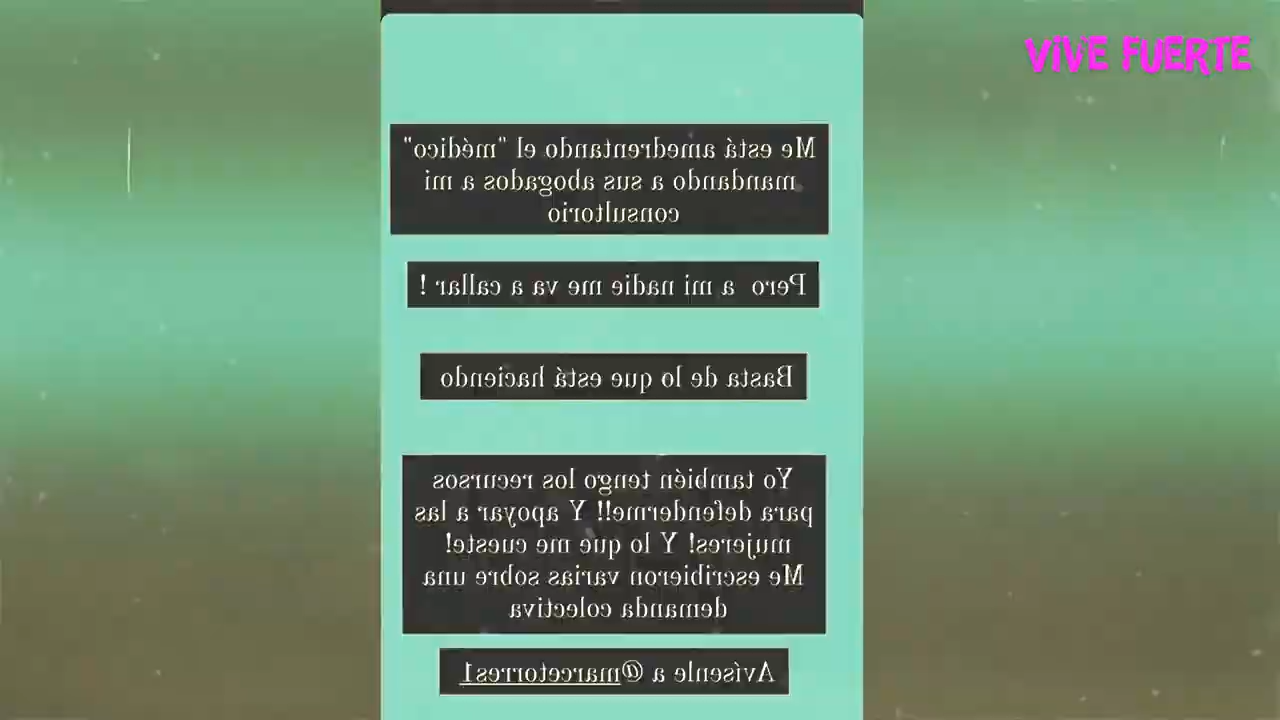 VIVE FUERTE
Me está amedrentando el "médico"
mandando a sus abogados a mi
consultorio
Pero a mi nadie me va a callar !
Basta de lo que está haciendo
Yo también tengo los recursos
para defenderme!! Y apoyar a las
mujeres! Y lo que me cueste!
Me escribieron varias sobre una
demanda colectiva
Avísenle a @marcetorres1